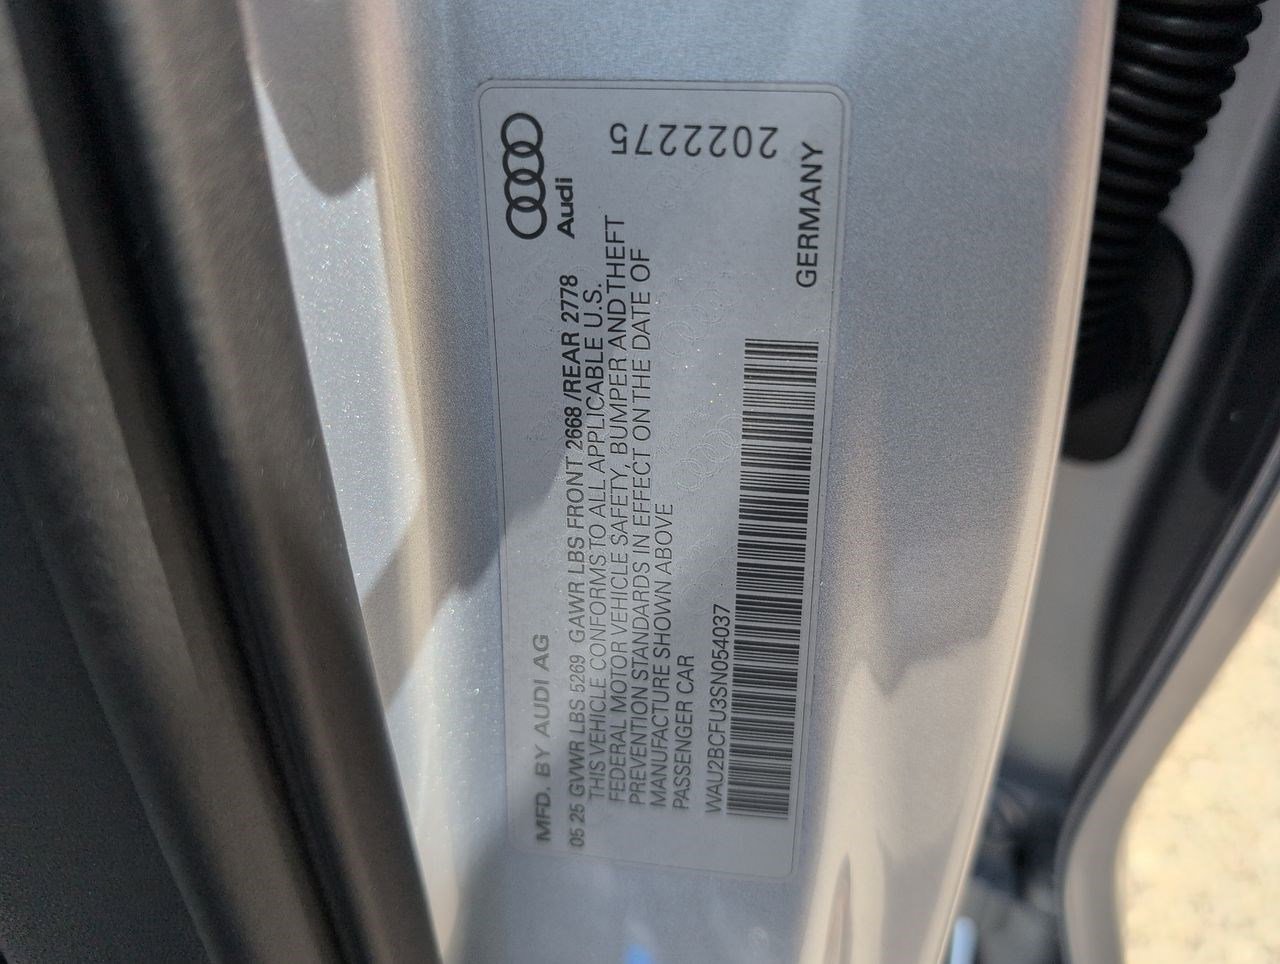 Audi
MFD. BY AUDI AG
05 25 GVWR LBS 5269 GAWR LBS FRONT 2668 /REAR 2778
THIS VEHICLE CONFORMS TO ALL APPLICABLE U.S.
FEDERAL MOTOR VEHICLE SAFETY, BUMPER AND THEFT
PREVENTION STANDARDS IN EFFECT ON THE DATE OF
MANUFACTURE SHOWN ABOVE
PASSENGER CAR
WAU2BCFU3SN054037
GERMANY
2022275